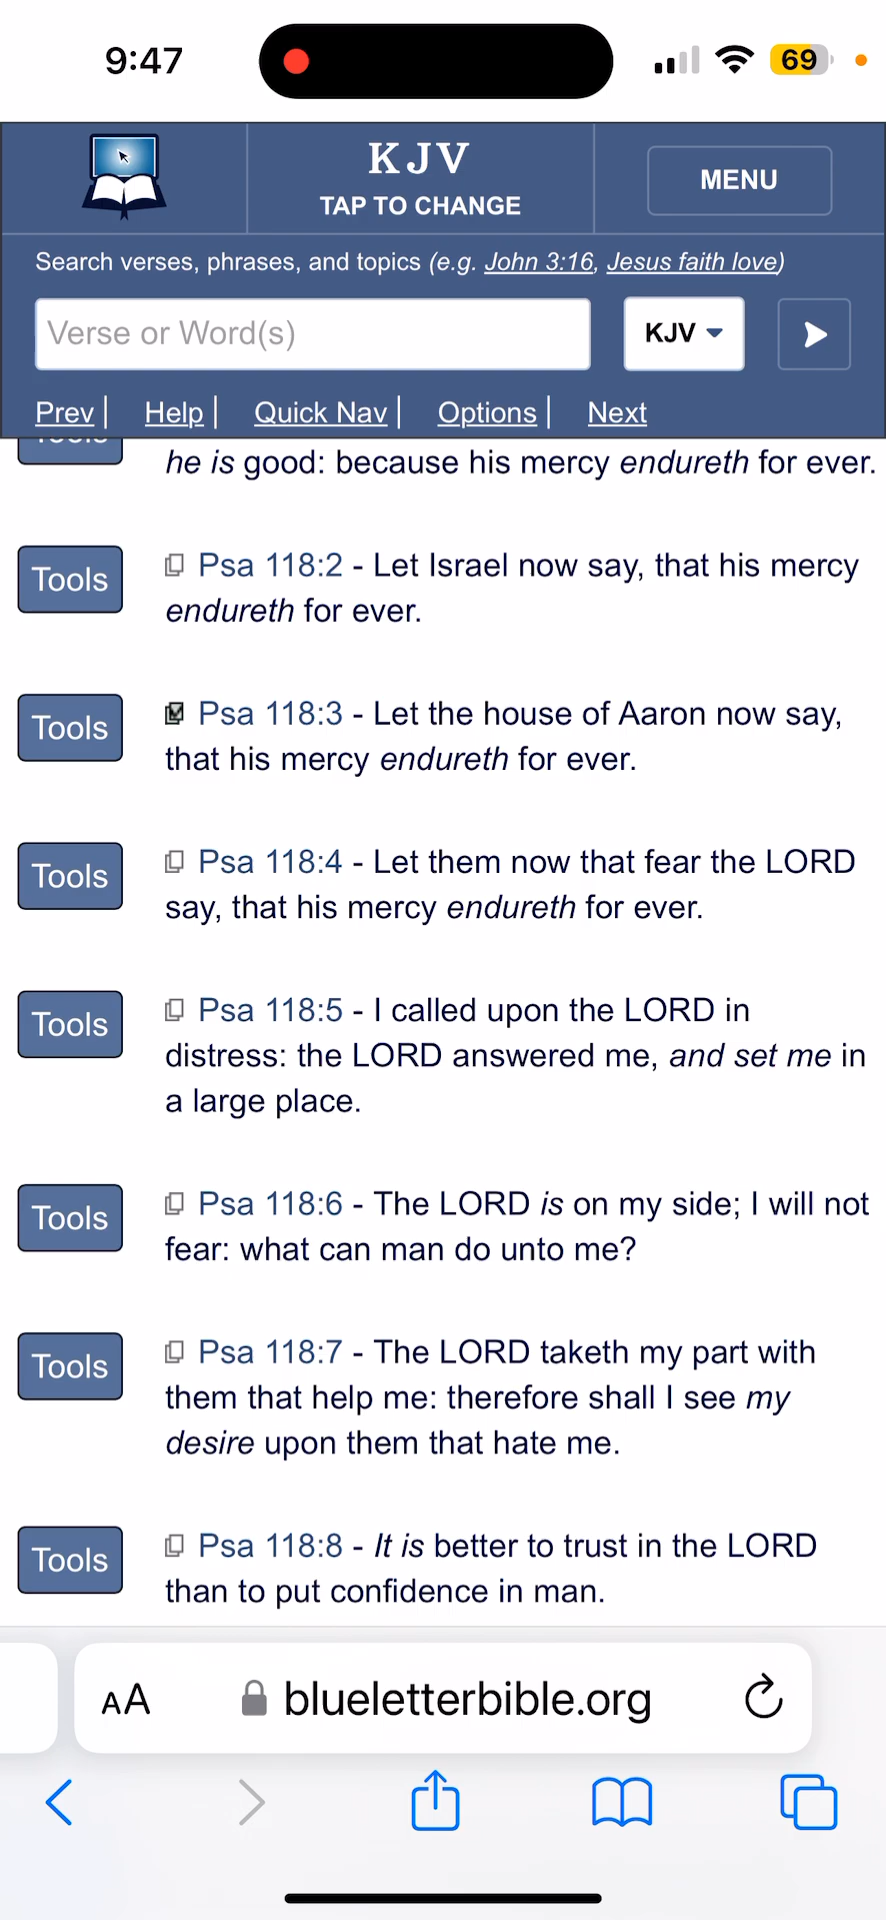 9:47
69
KJV
TAP TO CHANGE
MENU
Search verses, phrases, and topics (e.g. John 3:16, Jesus faith love)
Verse or Word(s)
KJV
Prev | Help | Quick Nav | Options | Next
Tools
he is good: because his mercy endureth for ever.
Tools
Psa 118:2 - Let Israel now say, that his mercy
endureth for ever.
Tools
Psa 118:3 - Let the house of Aaron now say,
that his mercy endureth for ever.
Tools
Psa 118:4 - Let them now that fear the LORD
say, that his mercy endureth for ever.
Tools
Psa 118:5 - I called upon the LORD in
distress: the LORD answered me, and set me in
a large place.
Tools
Psa 118:6 - The LORD is on my side; I will not
fear: what can man do unto me?
Tools
Psa 118:7 - The LORD taketh my part with
them that help me: therefore shall I see my
desire upon them that hate me.
Tools
Psa 118:8 - It is better to trust in the LORD
than to put confidence in man.
AA
blueletterbible.org